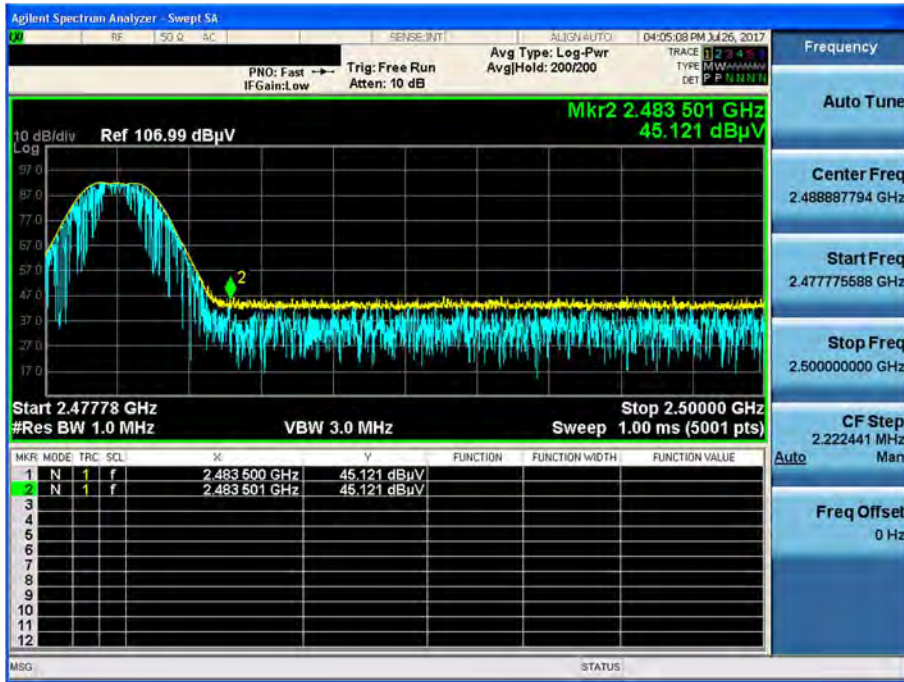 Agilent Spectrum Analyzer - Swept SA
RF 50 Ω AC SENSE:INT ALIGN AUTO 04:05:08 PM Jul 26, 2017
PNO: Fast
IFGain:Low
Trig: Free Run
Atten: 10 dB
Avg Type: Log-Pwr
Avg|Hold: 200/200
TRACE 1 2 3 4 5 6
TYPE MWWWWW
DET P P N N N N
Mkr2 2.483 501 GHz
45.121 dBµV
10 dB/div Ref 106.99 dBµV
Log
97.0
87.0
77.0
67.0
57.0
47.0
37.0
27.0
17.0
2
Start 2.47778 GHz Stop 2.50000 GHz
#Res BW 1.0 MHz VBW 3.0 MHz Sweep 1.00 ms (5001 pts)
MKR MODE TRC SCL X Y FUNCTION FUNCTION WIDTH FUNCTION VALUE
1 N 1 f 2.483 500 GHz 45.121 dBµV
2 N 1 f 2.483 501 GHz 45.121 dBµV
3
4
5
6
7
8
9
10
11
12
MSG STATUS
Frequency
Auto Tune
Center Freq
2.488887794 GHz
Start Freq
2.477775588 GHz
Stop Freq
2.500000000 GHz
CF Step
2.222441 MHz
Auto Man
Freq Offset
0 Hz